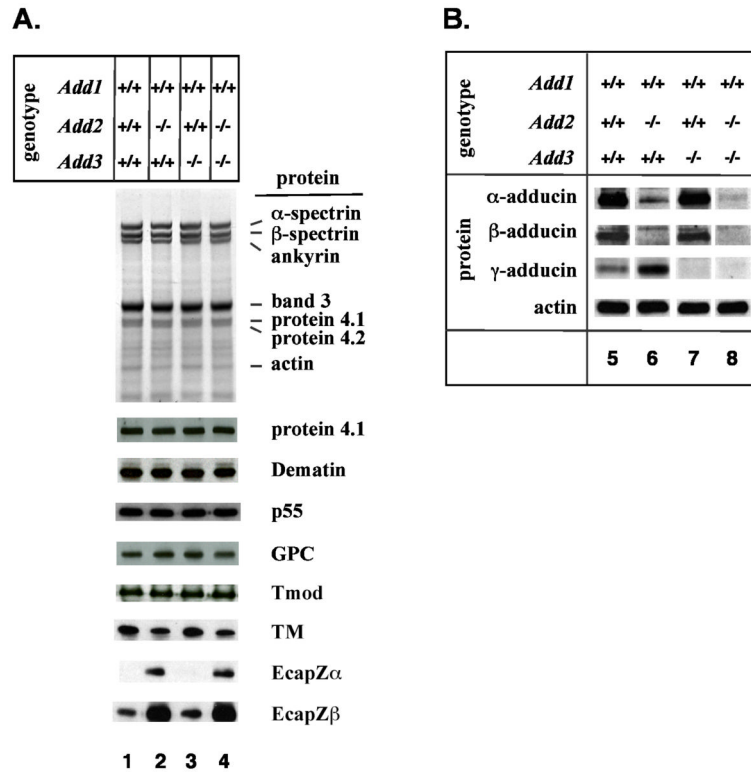 A.
genotype
Add1 +/+ +/+ +/+ +/+
Add2 +/+ -/- +/+ -/-
Add3 +/+ +/+ -/- -/-
protein
α-spectrin
β-spectrin
ankyrin
band 3
protein 4.1
protein 4.2
actin
protein 4.1
Dematin
p55
GPC
Tmod
TM
EcapZα
EcapZβ
1 2 3 4
B.
genotype
Add1 +/+ +/+ +/+ +/+
Add2 +/+ -/- +/+ -/-
Add3 +/+ +/+ -/- -/-
protein
α-adducin
β-adducin
γ-adducin
actin
5 6 7 8